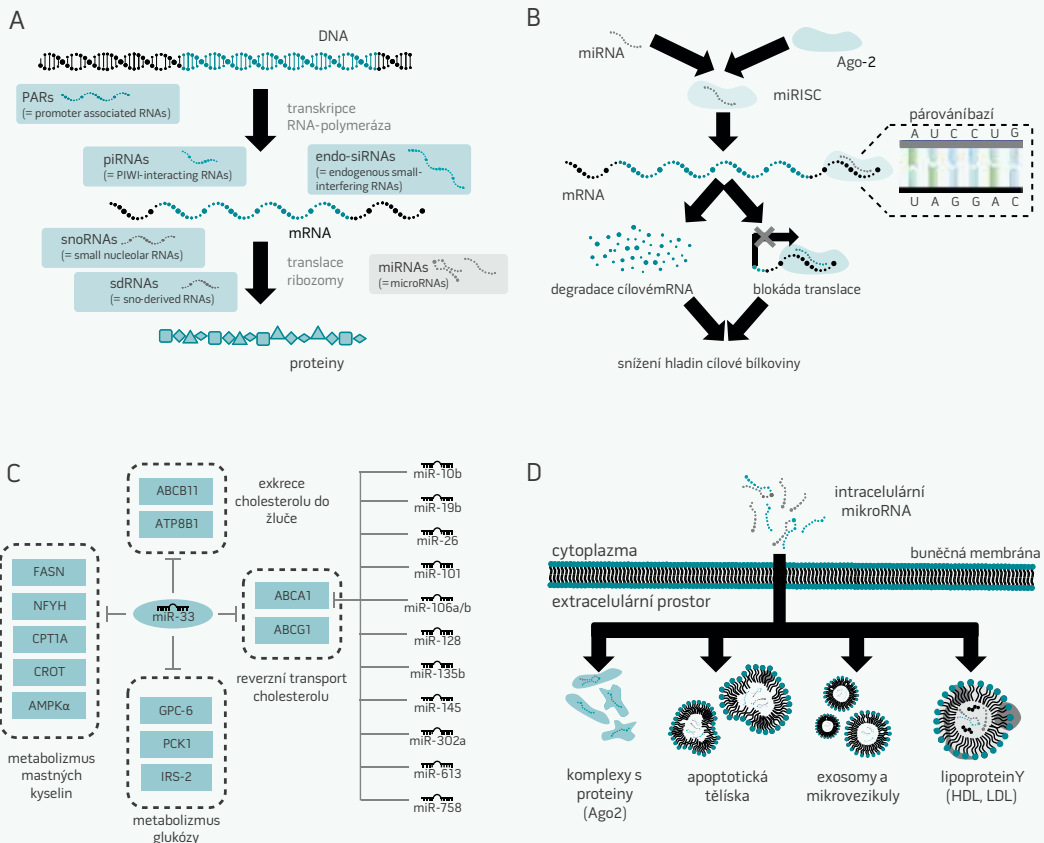 A
DNA
PARs
(= promoter associated RNAs)
transkripce
RNA-polymeráza
piRNAs
(= PIWI-interacting RNAs)
endo-siRNAs
(= endogenous small-
interfering RNAs)
mRNA
snoRNAs
(= small nucleolar RNAs)
translace
ribozomy
miRNAs
(= microRNAs)
sdRNAs
(= sno-derived RNAs)
proteiny
B
miRNA
Ago-2
miRISC
párování bazí
A U C C U G
U A G G A C
mRNA
degradace cílovémRNA
blokáda translace
snížení hladin cílové bílkoviny
C
ABCB11
ATP8B1
exkrece
cholesterolu do
žluče
FASN
NFYH
CPT1A
CROT
AMPKα
metabolizmus
mastných
kyselin
miR-33
ABCA1
ABCG1
reverzní transport
cholesterolu
GPC-6
PCK1
IRS-2
metabolizmus
glukózy
miR-10b
miR-19b
miR-26
miR-101
miR-106a/b
miR-128
miR-135b
miR-145
miR-302a
miR-613
miR-758
D
intracelulární
mikroRNA
cytoplazma
buněčná membrána
extracelulární prostor
komplexy s
proteiny
(Ago2)
apoptotická
tělíska
exosomy a
mikrovezikuly
lipoproteinY
(HDL, LDL)